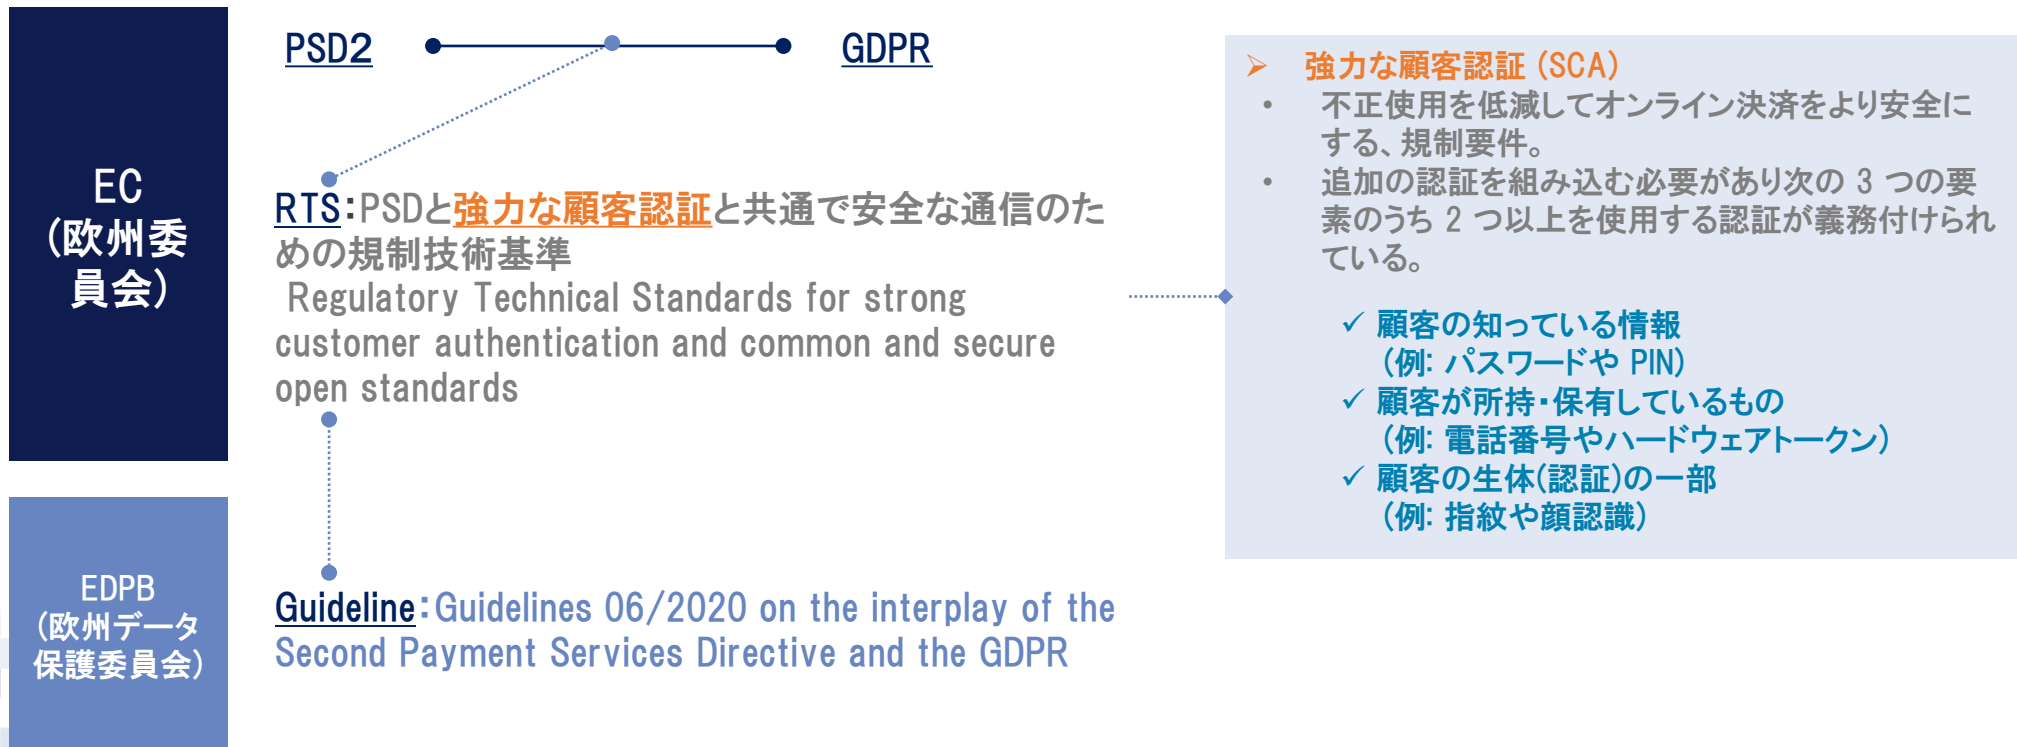 EC
(欧州委
員会)
PSD2
GDPR
RTS:PSDと強力な顧客認証と共通で安全な通信のた
めの規制技術基準
Regulatory Technical Standards for strong
customer authentication and common and secure
open standards
➢ 強力な顧客認証 (SCA)
• 不正使用を低減してオンライン決済をより安全に
する、規制要件。
• 追加の認証を組み込む必要があり次の 3 つの要
素のうち 2 つ以上を使用する認証が義務付けられ
ている。
✓ 顧客の知っている情報
(例: パスワードや PIN)
✓ 顧客が所持・保有しているもの
(例: 電話番号やハードウェアトークン)
✓ 顧客の生体(認証)の一部
(例: 指紋や顔認識)
EDPB
(欧州データ
保護委員会)
Guideline:Guidelines 06/2020 on the interplay of the
Second Payment Services Directive and the GDPR